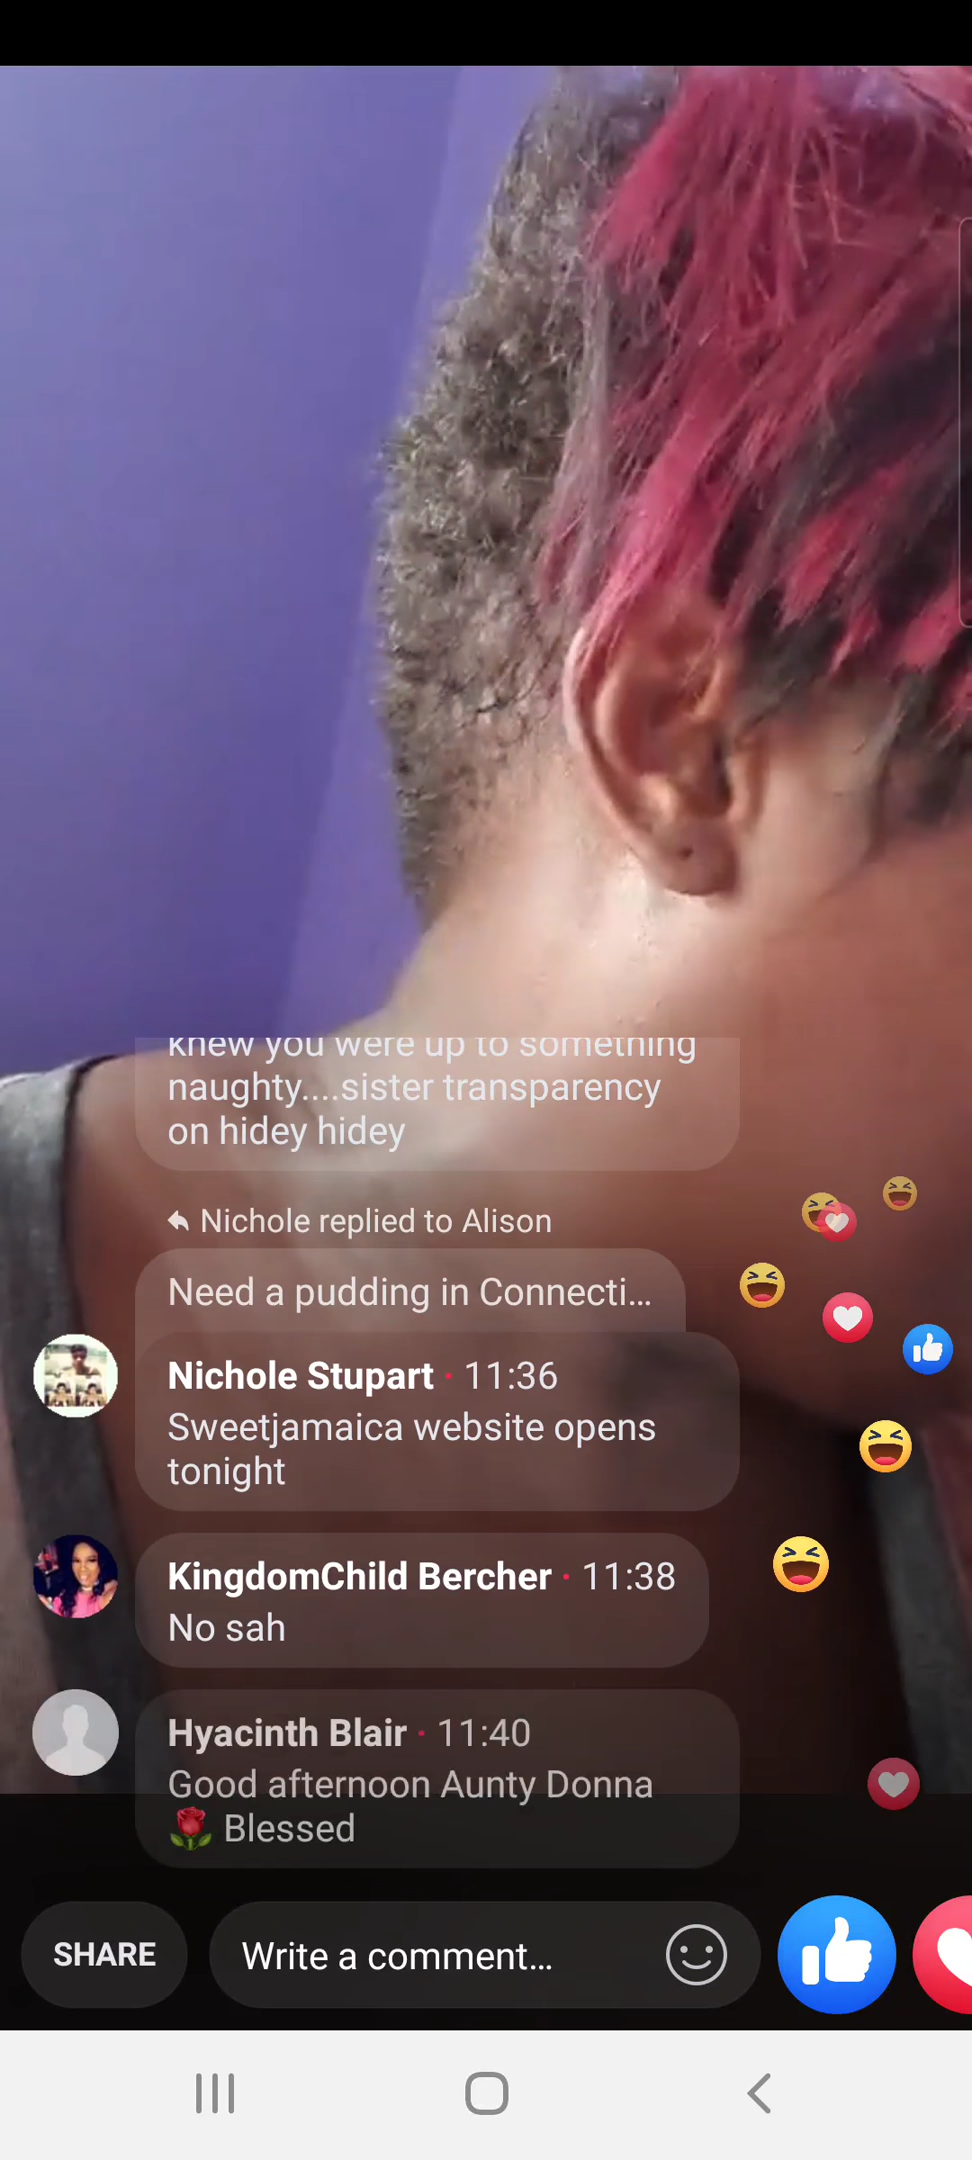 knew you were up to something
naughty....sister transparency
on hidey hidey
Nichole replied to Alison
Need a pudding in Connecti...
Nichole Stupart · 11:36
Sweetjamaica website opens
tonight
KingdomChild Bercher · 11:38
No sah
Hyacinth Blair · 11:40
Good afternoon Aunty Donna
🌹 Blessed
SHARE
Write a comment...